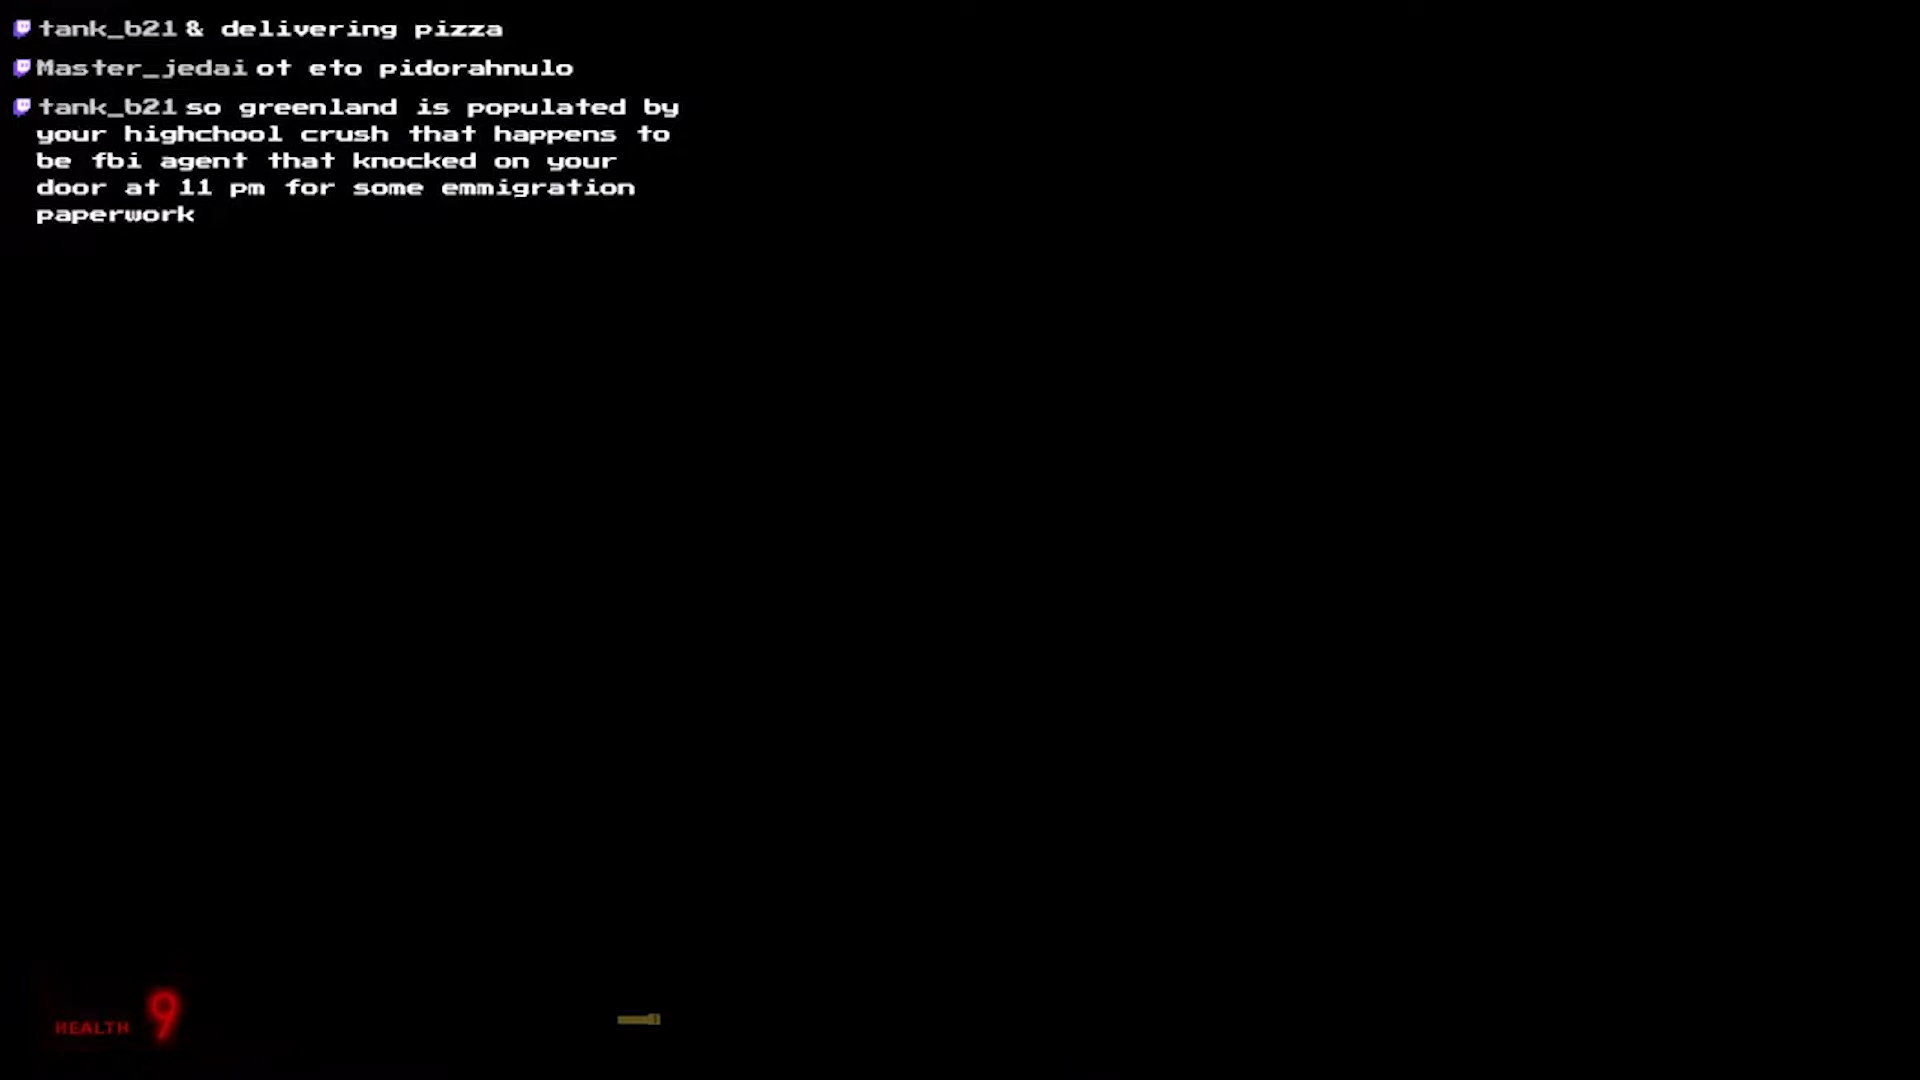 tank_b21 & delivering pizza
Master_jedai ot eto pidorahnulo
tank_b21 so greenland is populated by
your highchool crush that happens to
be fbi agent that knocked on your
door at 11 pm for some emmigration
paperwork
HEALTH 9